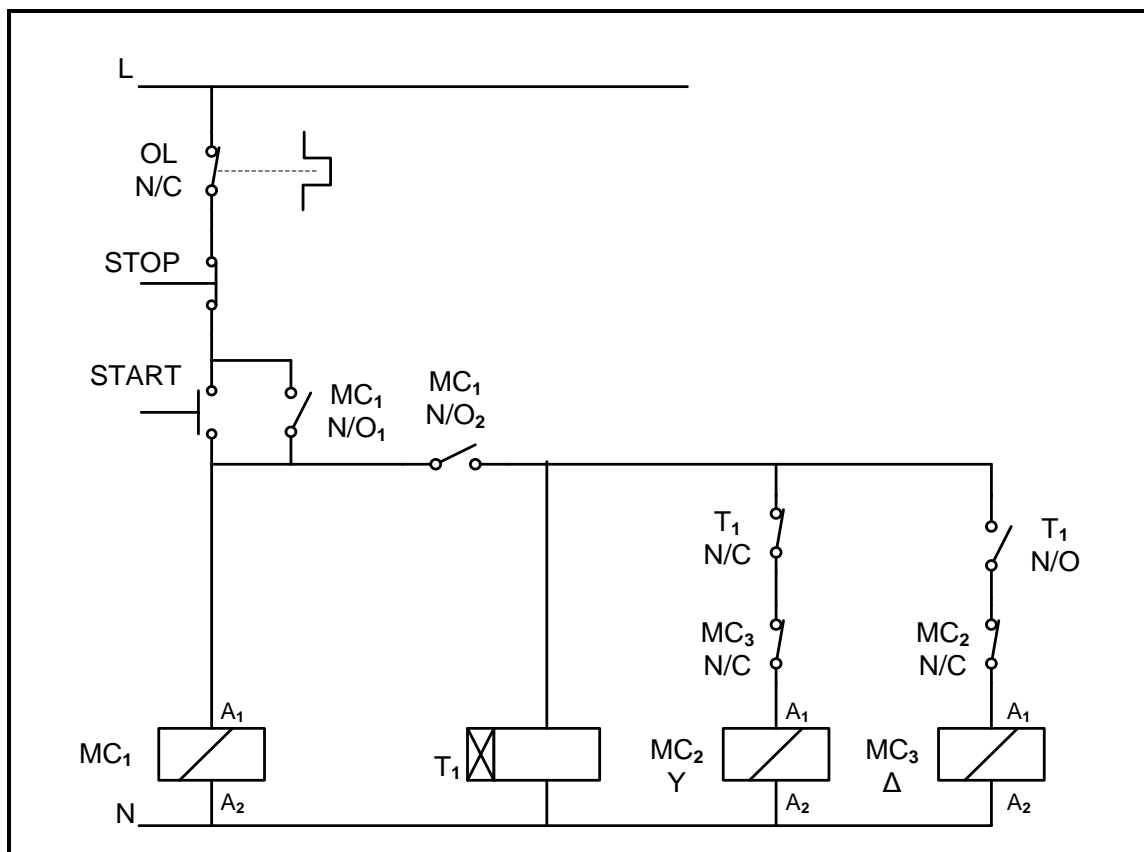 L
OL
N/C
STOP
START
MC₁
N/O₁
MC₁
N/O₂
T₁
N/C
T₁
N/O
MC₃
N/C
MC₂
N/C
A₁
A₁
A₁
MC₁
T₁
MC₂
Y
MC₃
Δ
A₂
A₂
A₂
N